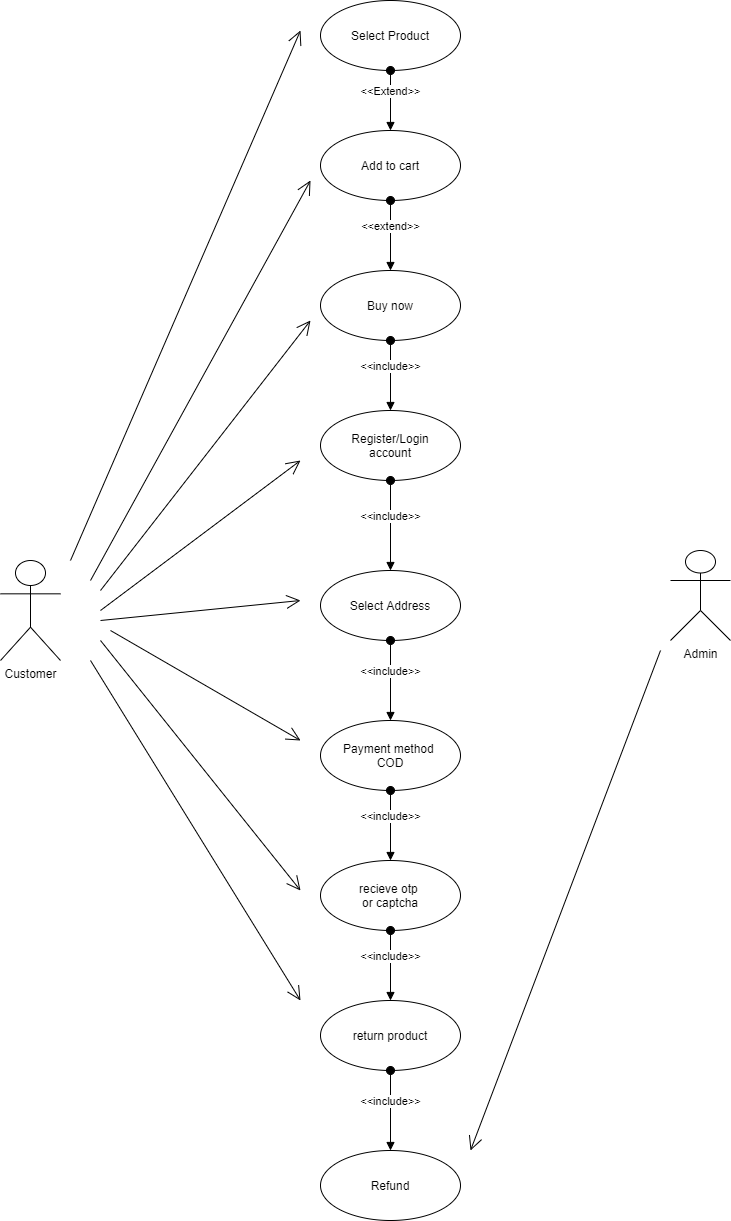 Select Product
<<Extend>>
Add to cart
<<extend>>
Buy now
<<include>>
Register/Login
account
<<include>>
Select Address
Customer
Admin
<<include>>
Payment method
COD
<<include>>
recieve otp
or captcha
<<include>>
return product
<<include>>
Refund